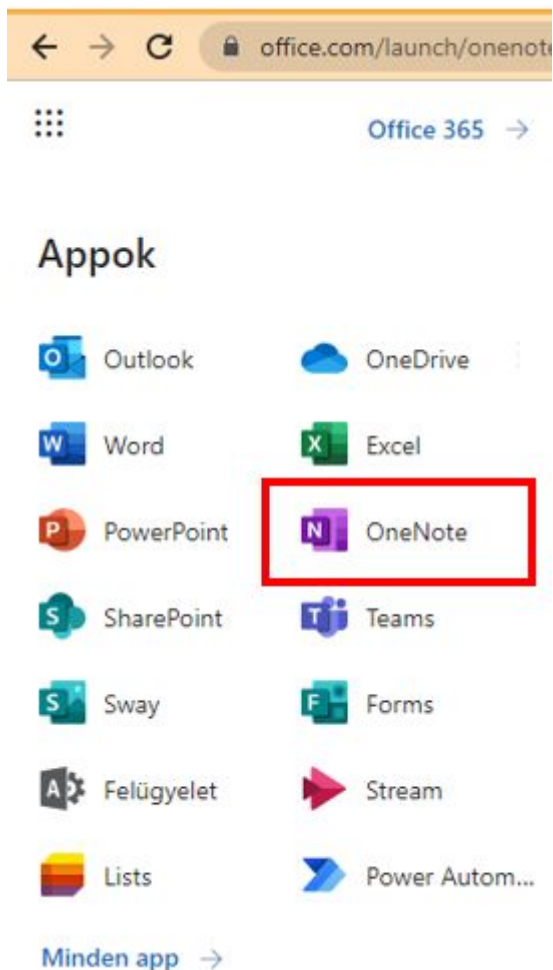 office.com/launch/onenote
Office 365 →
Appok
Outlook OneDrive
Word Excel
PowerPoint OneNote
SharePoint Teams
Sway Forms
Felügyelet Stream
Lists Power Autom...
Minden app →